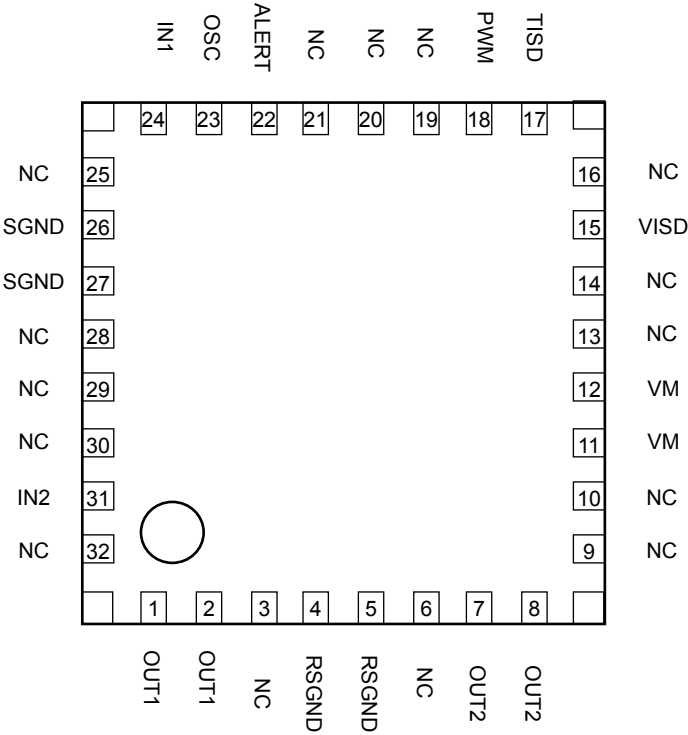 IN1 OSC ALERT NC NC NC PWM TISD
24 23 22 21 20 19 18 17
NC 25 16 NC
SGND 26 15 VISD
SGND 27 14 NC
NC 28 13 NC
NC 29 12 VM
NC 30 11 VM
IN2 31 10 NC
NC 32 9 NC
1 2 3 4 5 6 7 8
OUT1 OUT1 NC RSGND RSGND NC OUT2 OUT2